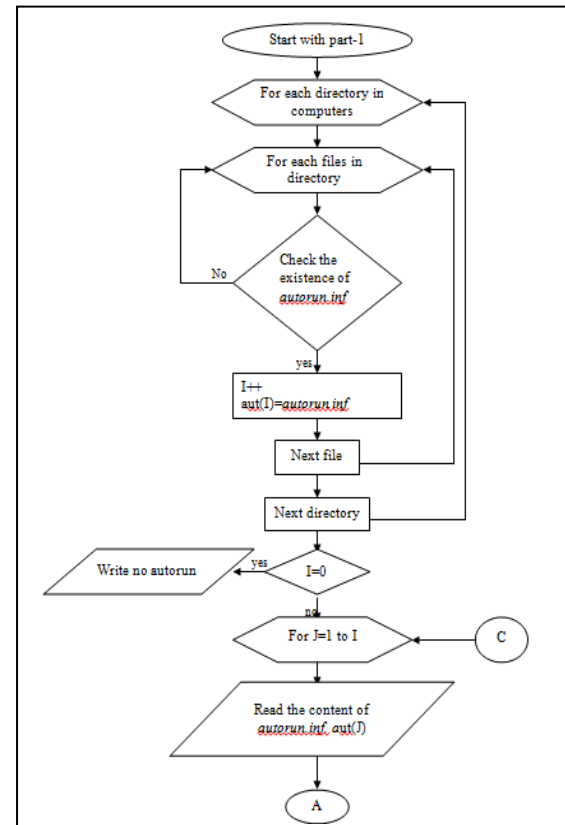 Start with part-1
For each directory in
computers
For each files in
directory
Check the
existence of
autorun.inf
No
yes
I++
aut(I)=autorun.inf
Next file
Next directory
I=0
yes
Write no autorun
no
For J=1 to I
C
Read the content of
autorun.inf, aut(J)
A